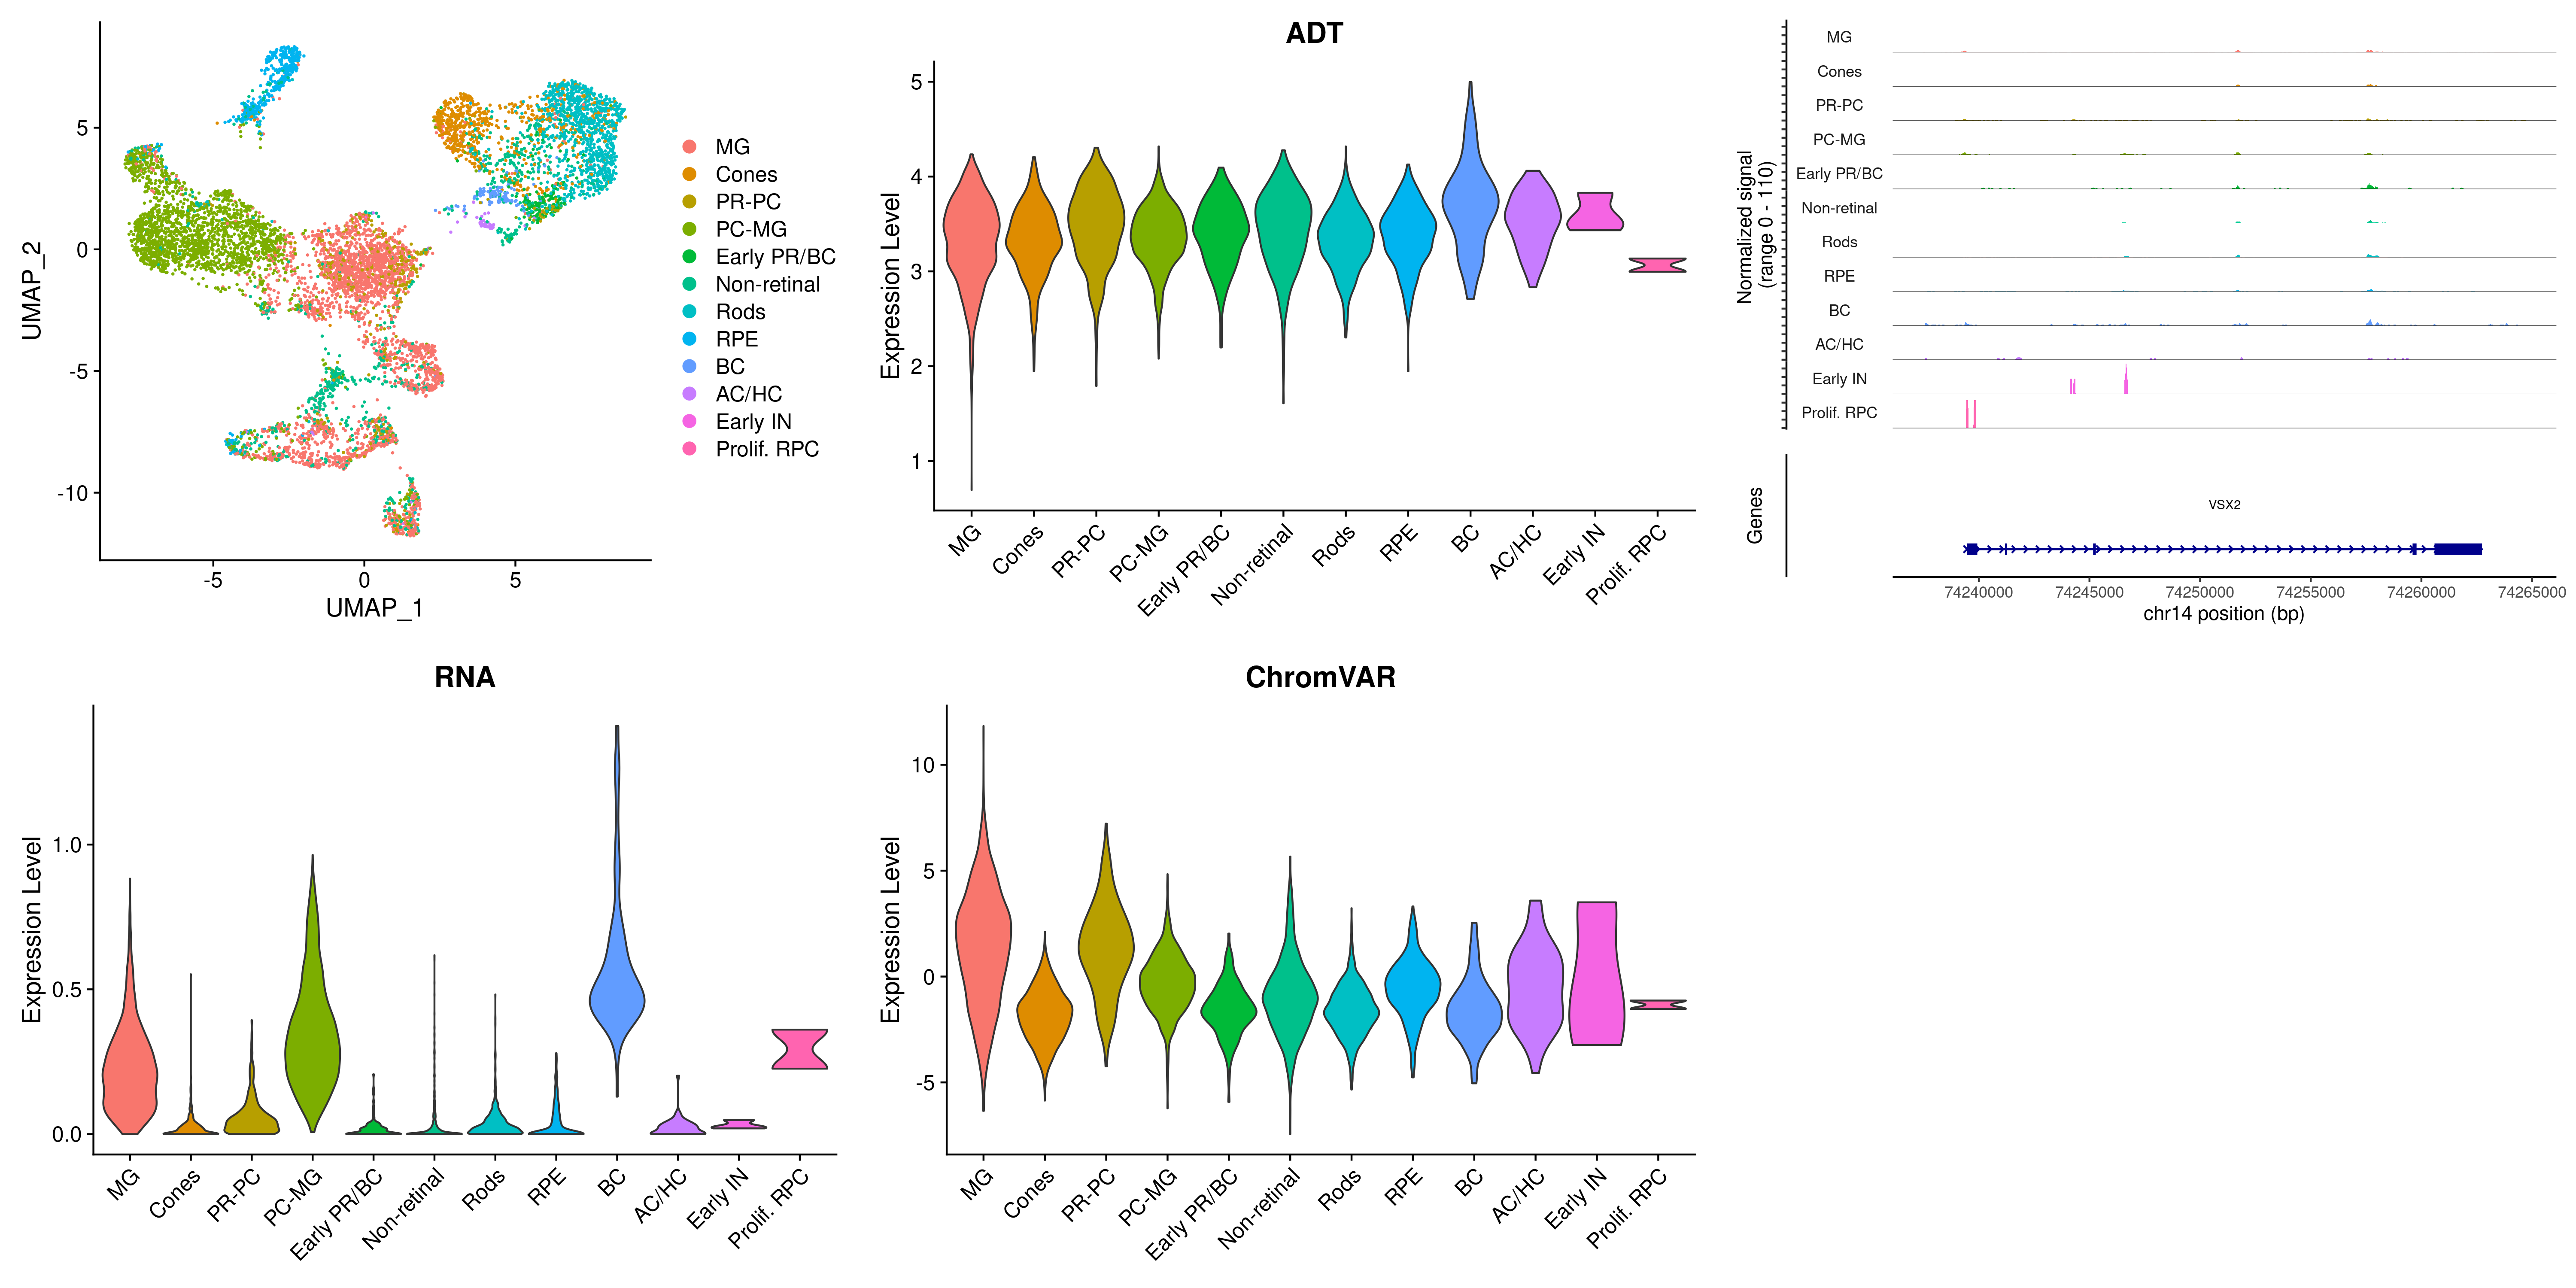 UMAP_2
5
0
-5
-10
-5
0
5
UMAP_1
MG
Cones
PR-PC
PC-MG
Early PR/BC
Non-retinal
Rods
RPE
BC
AC/HC
Early IN
Prolif. RPC
ADT
Expression Level
5
4
3
2
1
MG
Cones
PR-PC
PC-MG
Early PR/BC
Non-retinal
Rods
RPE
BC
AC/HC
Early IN
Prolif. RPC
Normalized signal
(range 0 - 110)
MG
Cones
PR-PC
PC-MG
Early PR/BC
Non-retinal
Rods
RPE
BC
AC/HC
Early IN
Prolif. RPC
Genes
VSX2
74240000
74245000
74250000
74255000
74260000
74265000
chr14 position (bp)
RNA
Expression Level
1.0
0.5
0.0
MG
Cones
PR-PC
PC-MG
Early PR/BC
Non-retinal
Rods
RPE
BC
AC/HC
Early IN
Prolif. RPC
ChromVAR
Expression Level
10
5
0
-5
MG
Cones
PR-PC
PC-MG
Early PR/BC
Non-retinal
Rods
RPE
BC
AC/HC
Early IN
Prolif. RPC